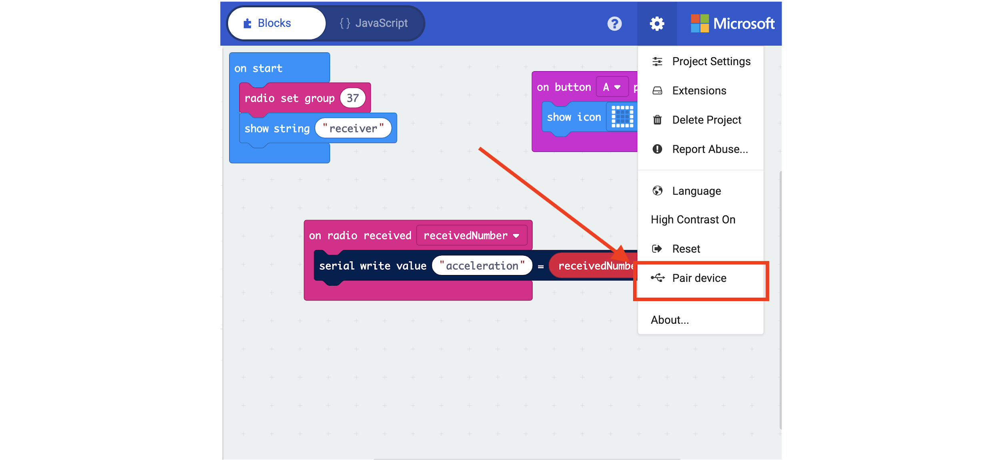 Blocks
{ } JavaScript
?
Microsoft
on start
radio set group 37
show string "receiver"
on button A
show icon
on radio received receivedNumber
serial write value "acceleration" =
Project Settings
Extensions
Delete Project
Report Abuse...
Language
High Contrast On
Reset
Pair device
About...